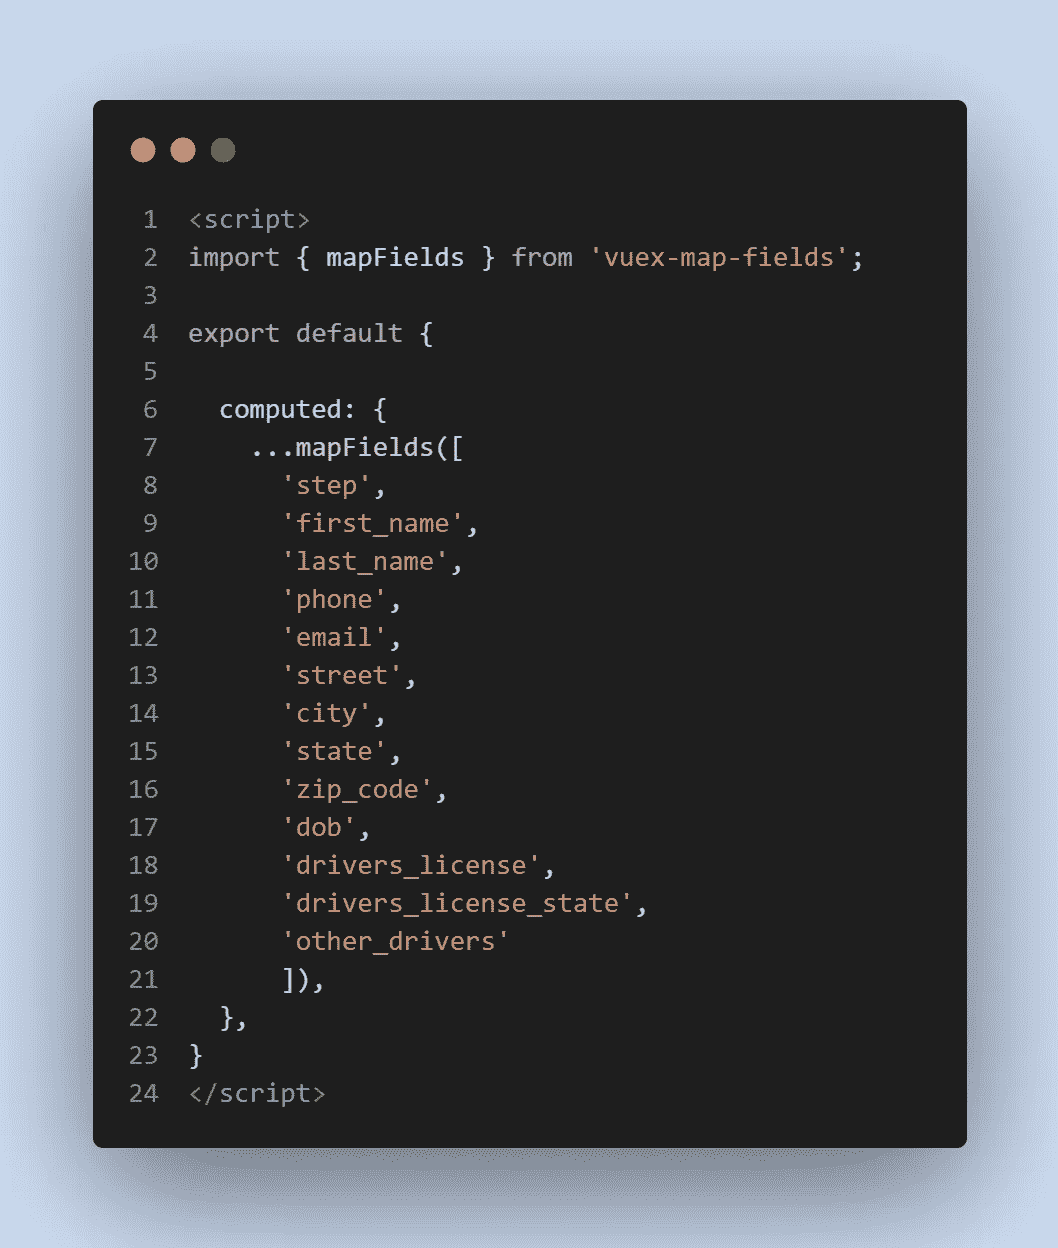 1 <script>
2 import { mapFields } from 'vuex-map-fields';
3
4 export default {
5
6   computed: {
7     ...mapFields([
8       'step',
9       'first_name',
10       'last_name',
11       'phone',
12       'email',
13       'street',
14       'city',
15       'state',
16       'zip_code',
17       'dob',
18       'drivers_license',
19       'drivers_license_state',
20       'other_drivers'
21       ]),
22   },
23 }
24 </script>